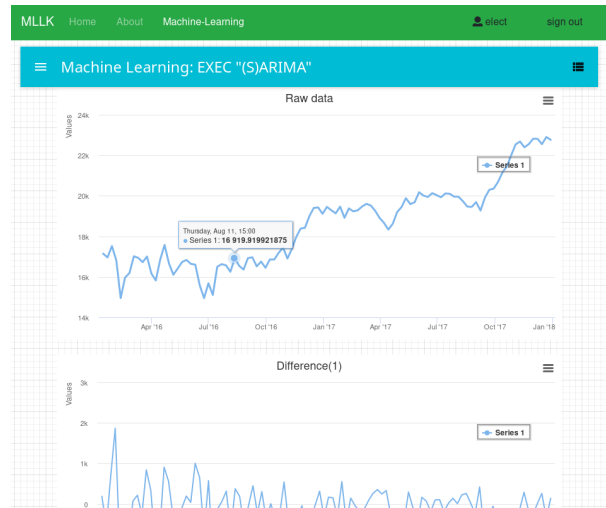 MLLK Home About Machine-Learning elect sign out
Machine Learning: EXEC "(S)ARIMA"
Raw data
Values
24k
22k
20k
18k
16k
14k
Series 1
Thursday, Aug 11, 15:00
Series 1: 16 919.919921875
Apr '16 Jul '16 Oct '16 Jan '17 Apr '17 Jul '17 Oct '17 Jan '18
Difference(1)
Values
3k
2k
1k
0
Series 1